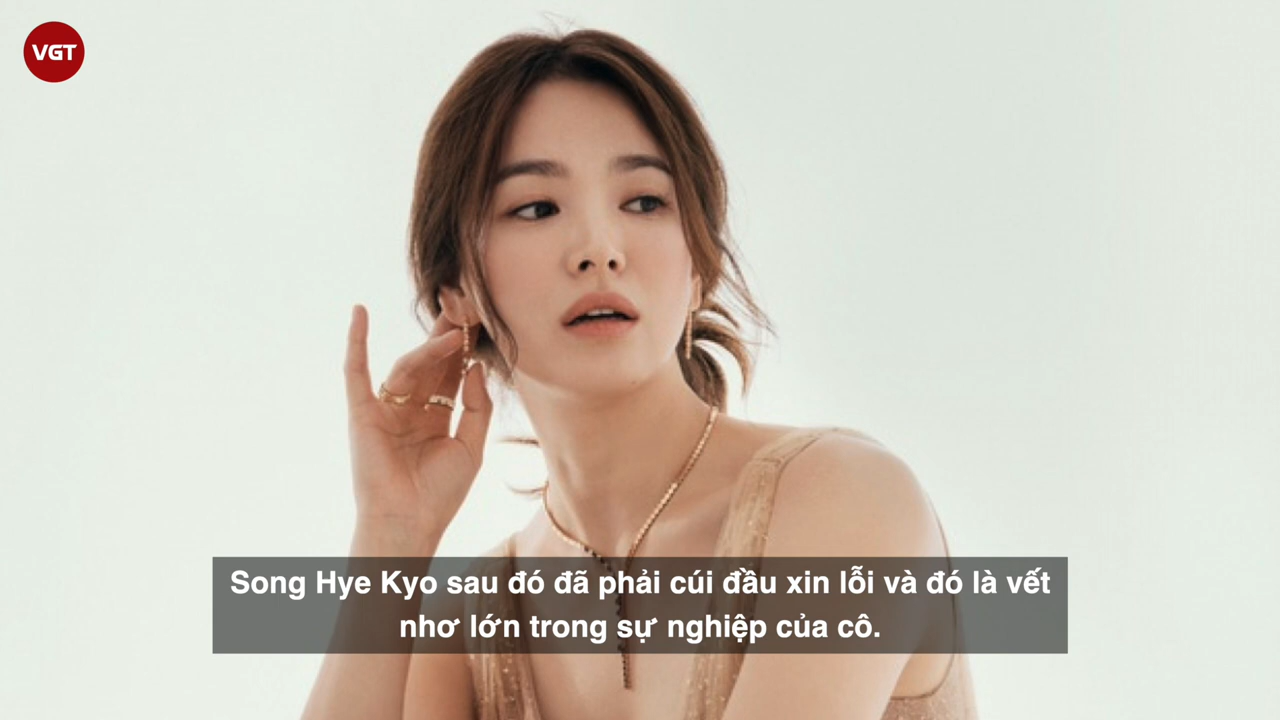 VGT
Song Hye Kyo sau đó đã phải cúi đầu xin lỗi và đó là vết
nhơ lớn trong sự nghiệp của cô.